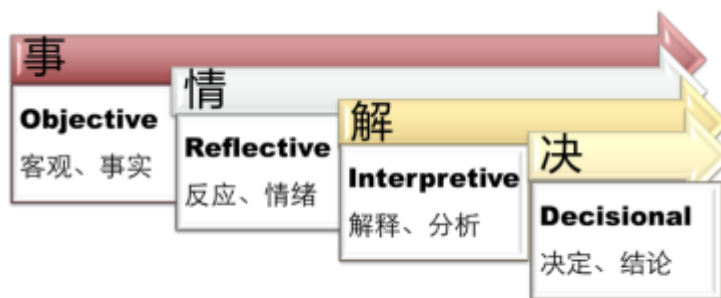 事
Objective
客观、事实
情
Reflective
反应、情绪
解
Interpretive
解释、分析
决
Decisional
决定、结论